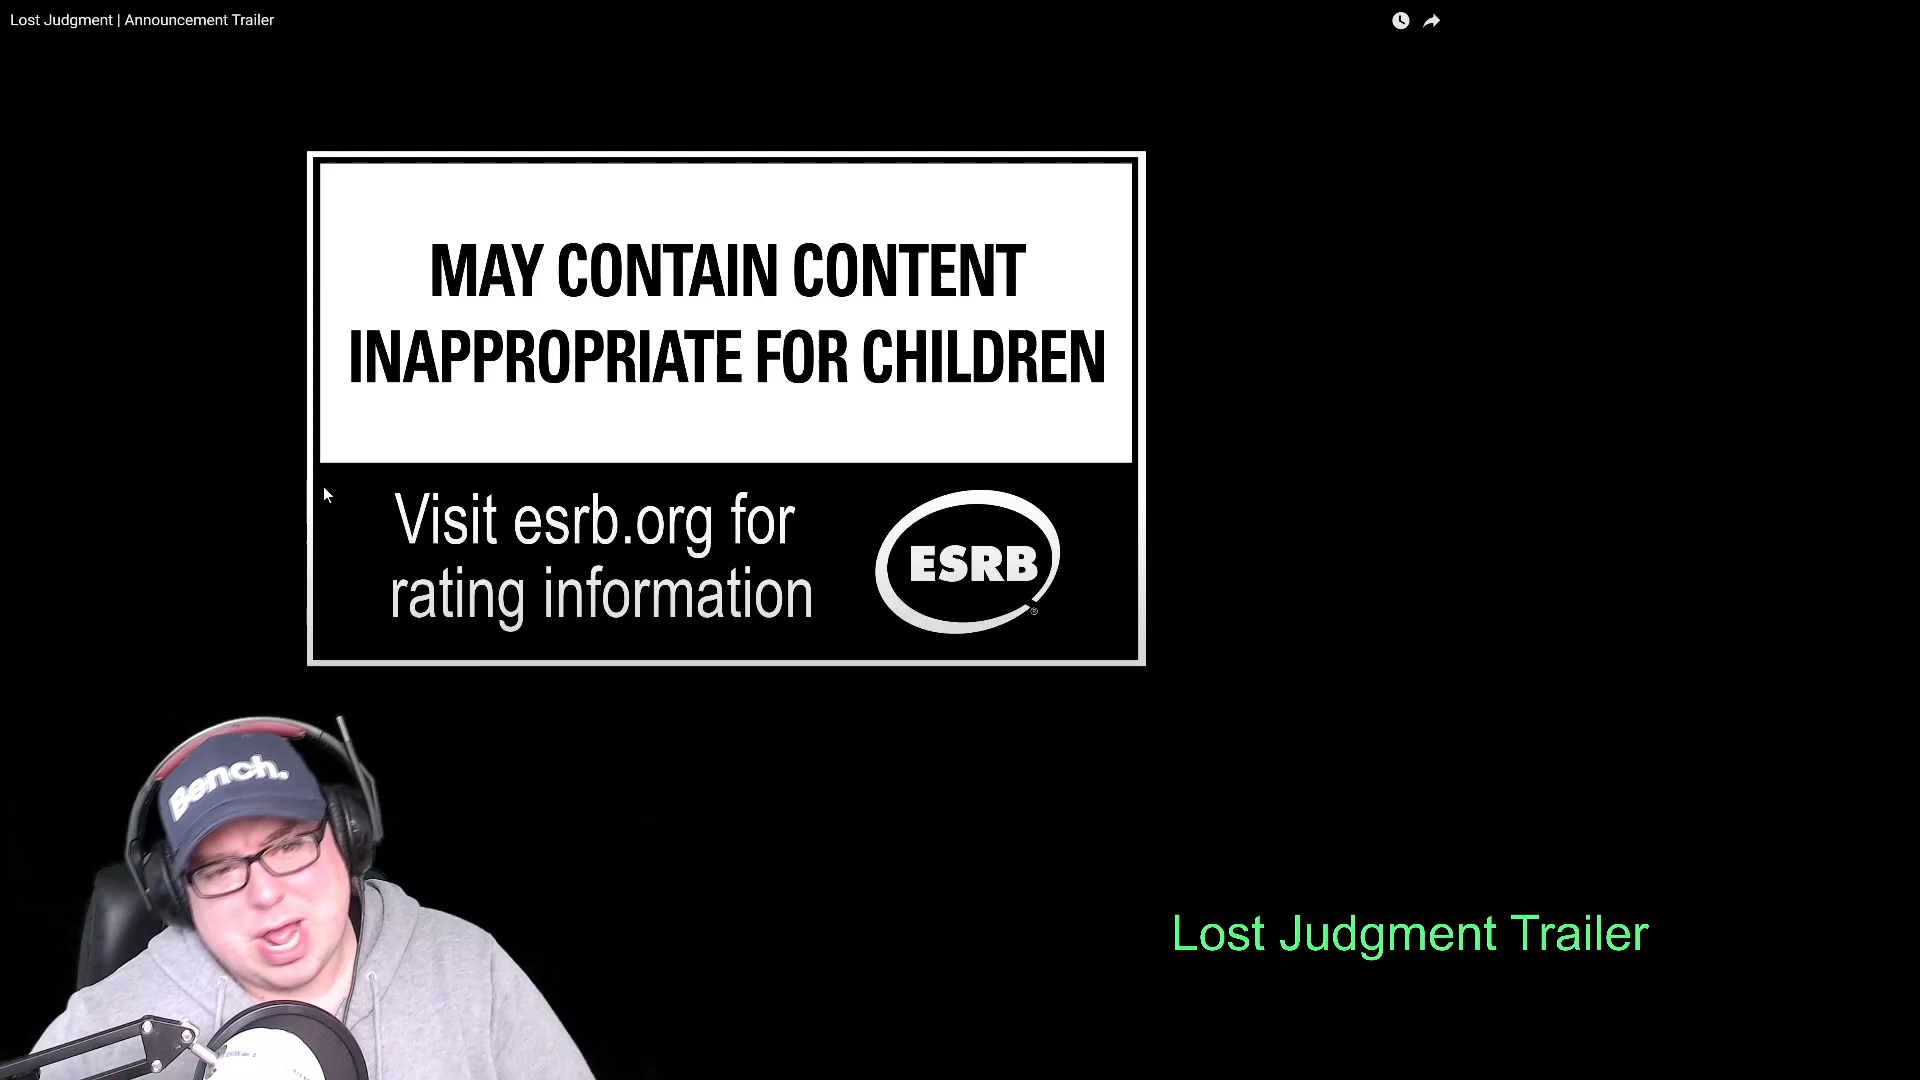 Lost Judgment | Announcement Trailer
MAY CONTAIN CONTENT
INAPPROPRIATE FOR CHILDREN
Visit esrb.org for
rating information
ESRB
®
Bench.
Lost Judgment Trailer